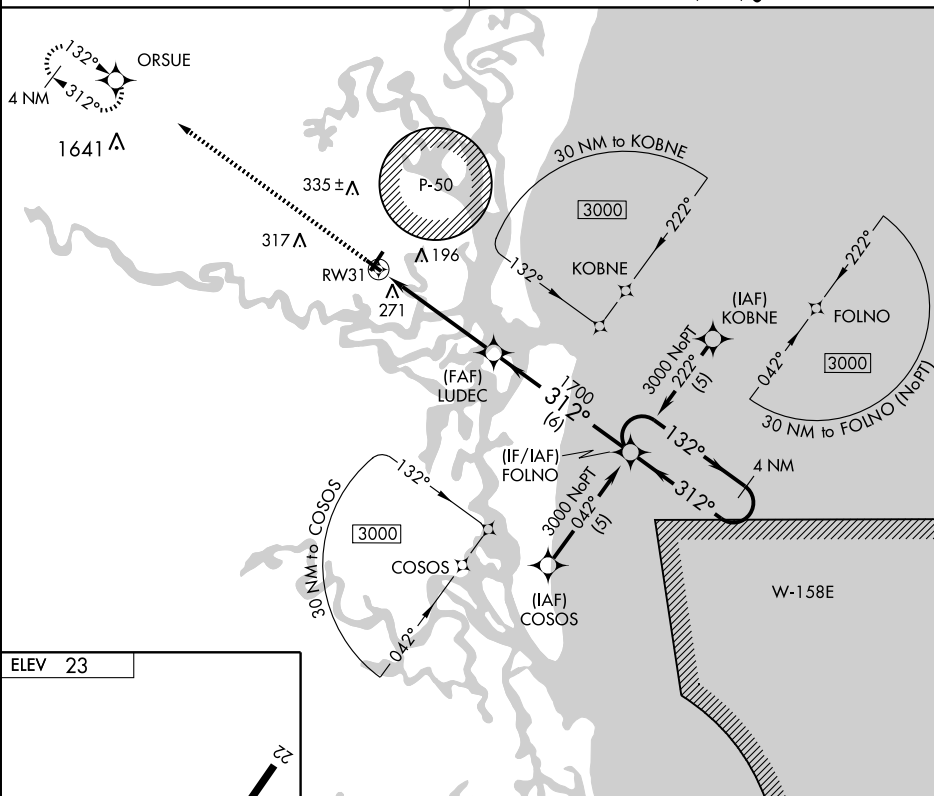 132°
ORSUE
4 NM
312°
1641
30 NM to KOBNE
335 ±
P-50
3000
222°
317
196
132°
KOBNE
RW31
271
(IAF)
KOBNE
222°
FOLNO
3000
042°
30 NM to FOLNO (NoPT)
3000 NoPT
222°
(5)
(FAF)
LUDEC
1700
312°
(6)
132°
(IF/IAF)
FOLNO
4 NM
312°
132°
3000 NoPT
042°
(5)
30 NM to COSOS
3000
COSOS
042°
(IAF)
COSOS
W-158E
ELEV 23
22